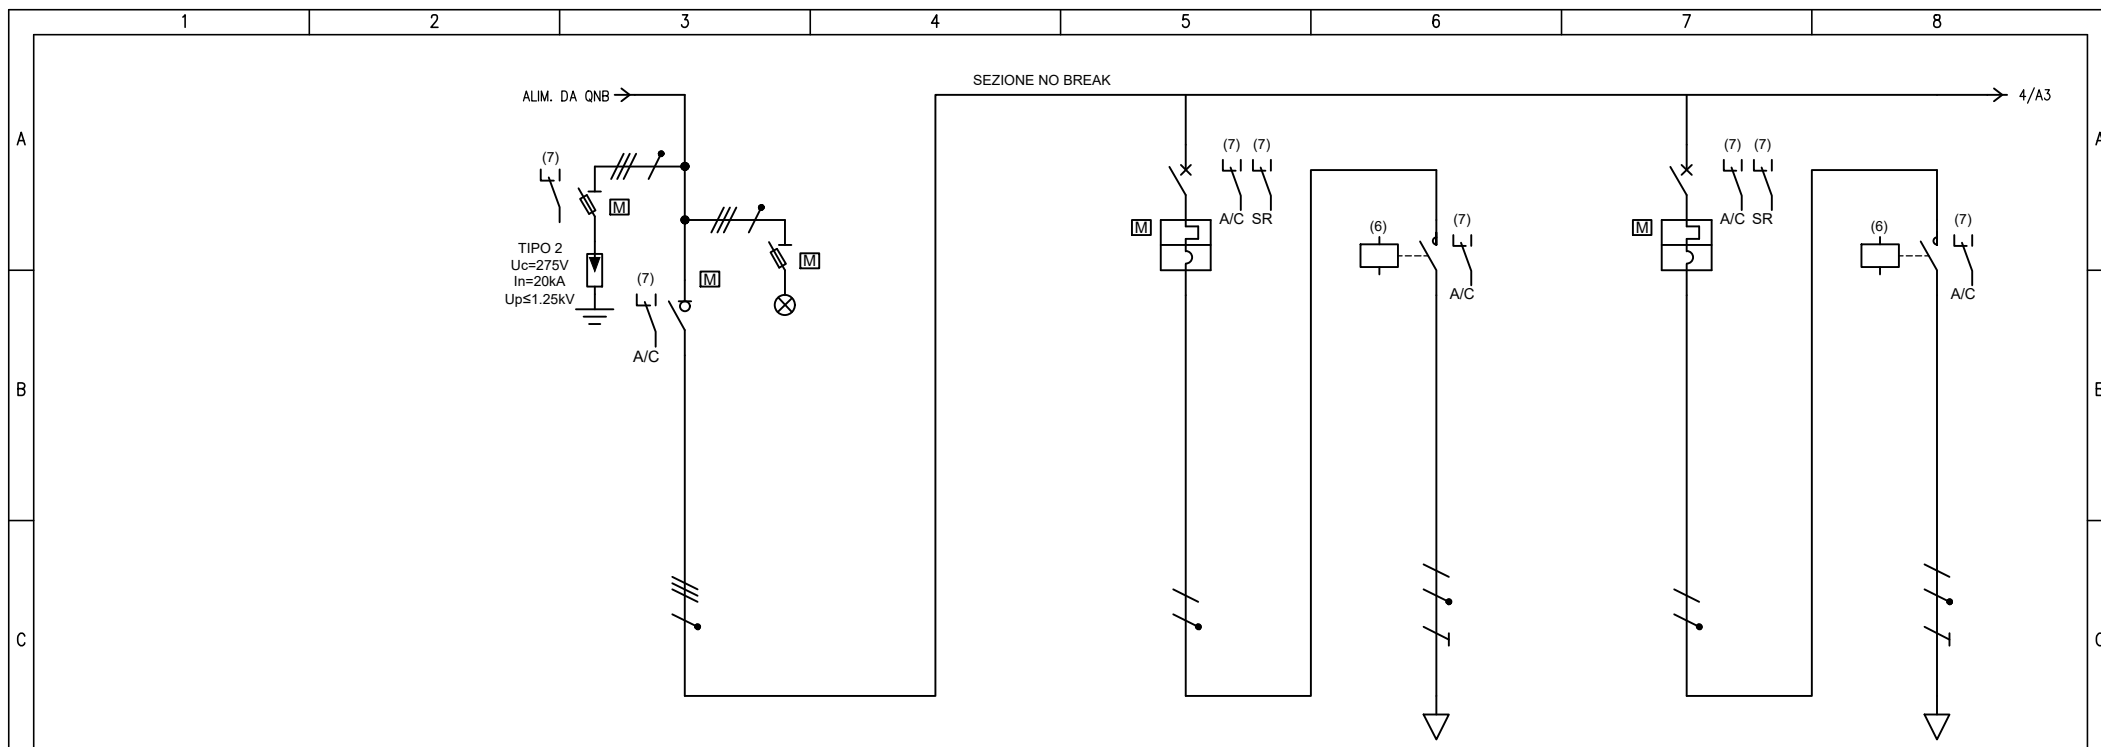 1 2 3 4 5 6 7 8
SEZIONE NO BREAK
ALIM. DA QNB
4/A3
A A
(7) (7) (7) (7) (7)
M
A/C SR A/C SR
M M
(6) (7) (6) (7)
TIPO 2
Uc=275V
In=20kA
Up≤1.25kV
M
(7) M
A/C A/C
A/C
B B
C C